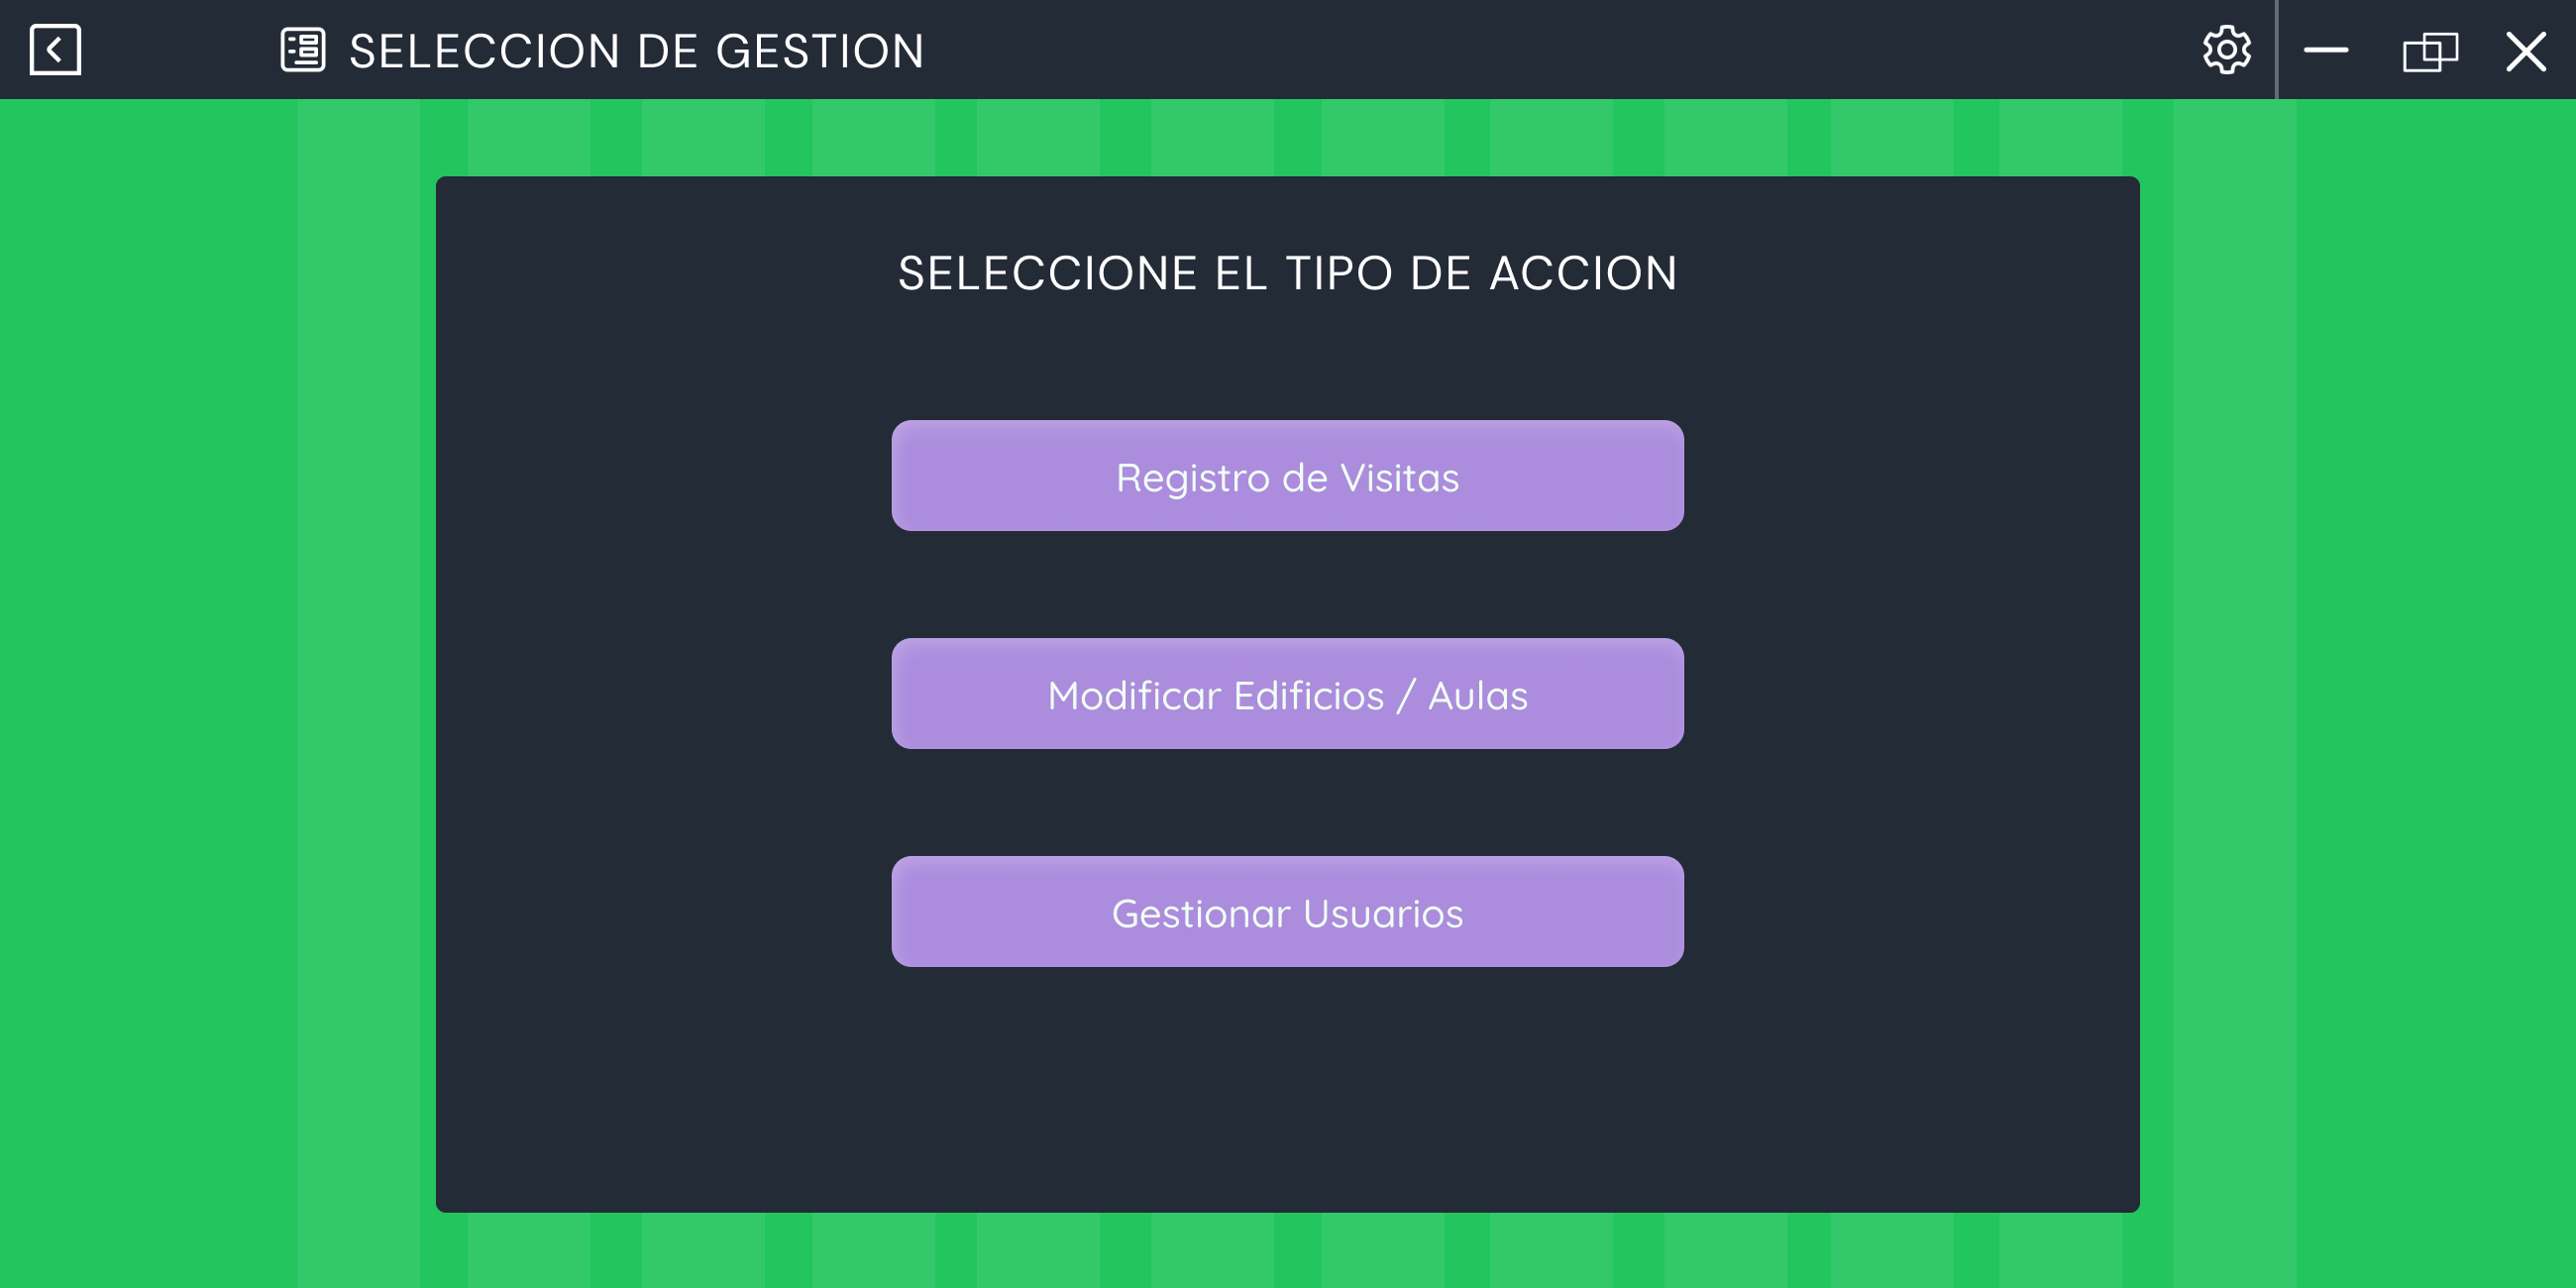 SELECCION DE GESTION
SELECCIONE EL TIPO DE ACCION
Registro de Visitas
Modificar Edificios / Aulas
Gestionar Usuarios